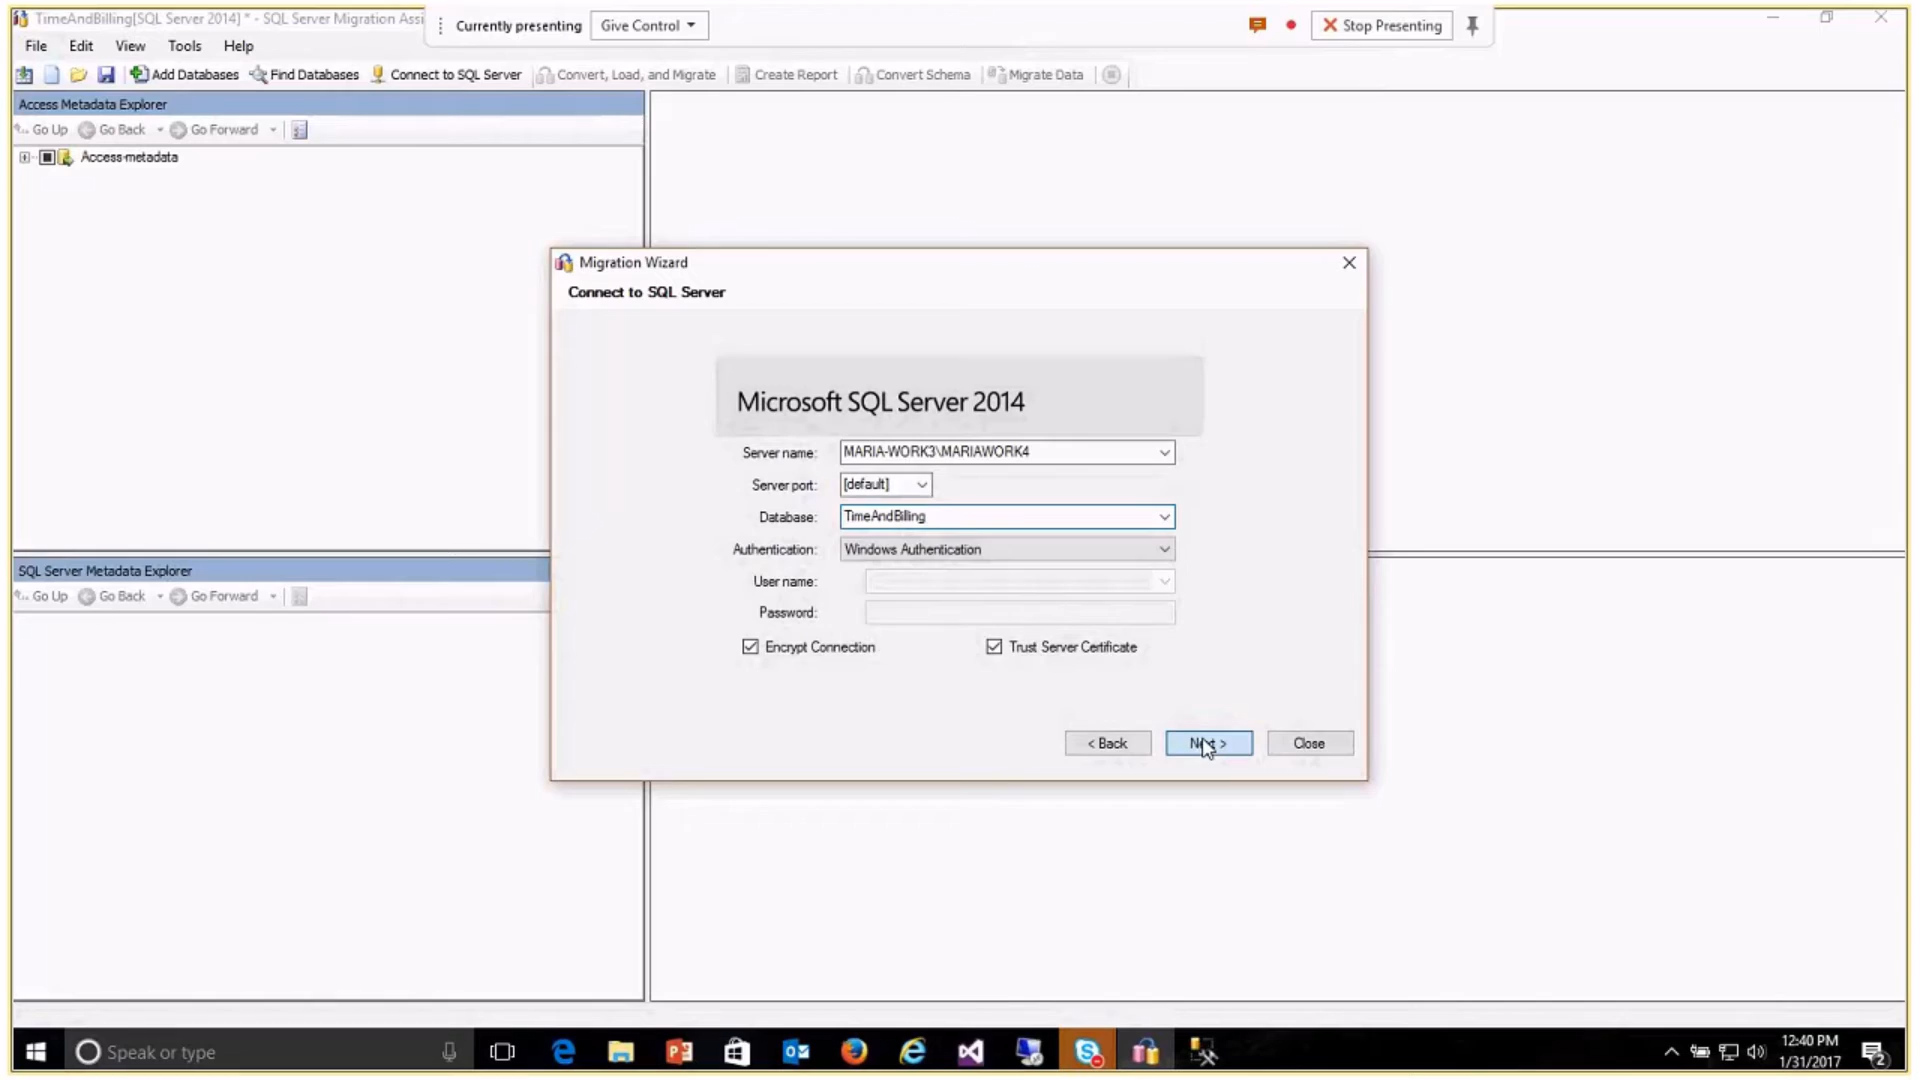 TimeAndBilling[SQL Server 2014] * - SQL Server Migration Assi
Currently presenting
Give Control
Stop Presenting
File Edit View Tools Help
Add Databases Find Databases Connect to SQL Server Convert, Load, and Migrate Create Report Convert Schema Migrate Data
Access Metadata Explorer
Go Up Go Back Go Forward
Access-metadata
Migration Wizard
Connect to SQL Server
Microsoft SQL Server 2014
Server name: MARIA-WORK3\MARIAWORK4
Server port: [default]
Database: TimeAndBilling
Authentication: Windows Authentication
User name:
Password:
Encrypt Connection Trust Server Certificate
< Back Next > Close
SQL Server Metadata Explorer
Go Up Go Back Go Forward
Speak or type
12:40 PM
1/31/2017
2